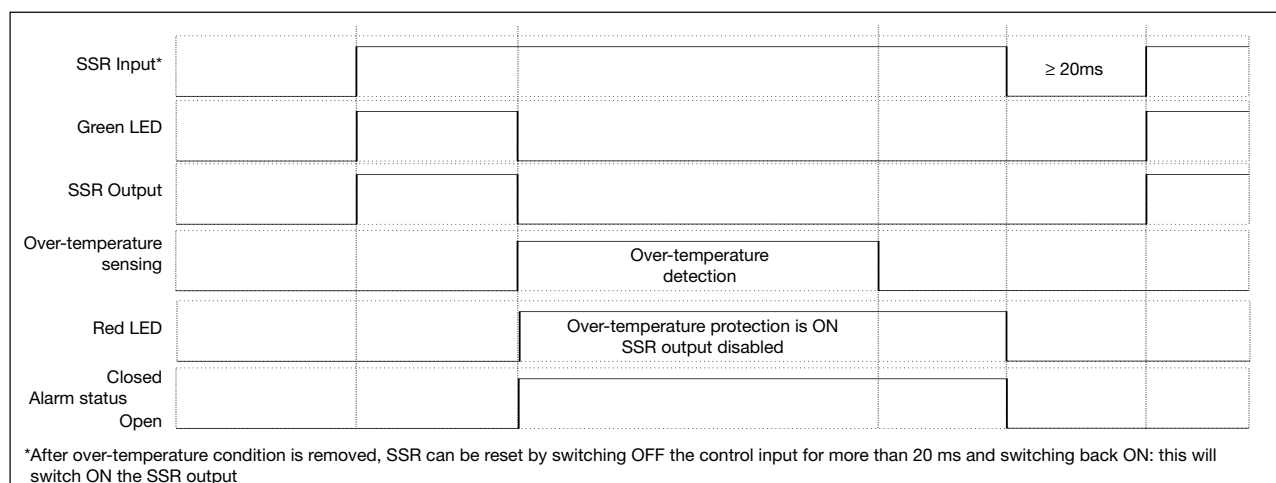 SSR Input*
≥ 20ms
Green LED
SSR Output
Over-temperature
sensing
Over-temperature
detection
Red LED
Over-temperature protection is ON
SSR output disabled
Closed
Alarm status
Open
*After over-temperature condition is removed, SSR can be reset by switching OFF the control input for more than 20 ms and switching back ON: this will
switch ON the SSR output